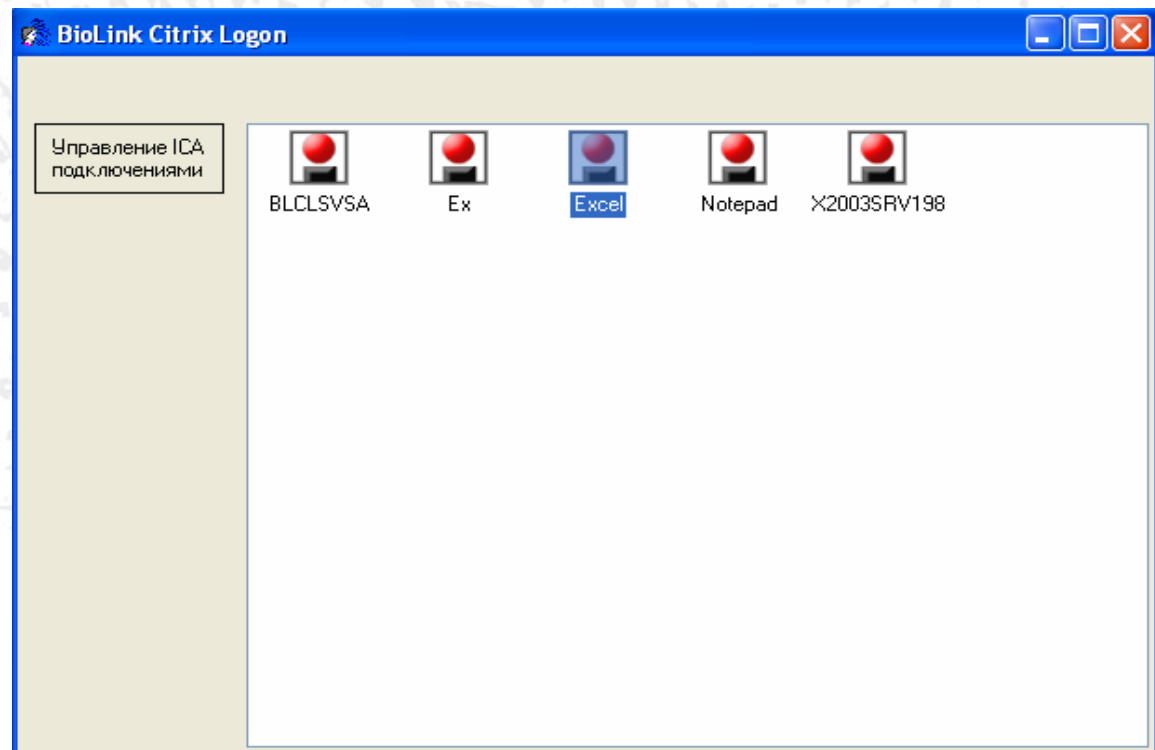 BioLink Citrix Logon
Управление ICA
подключениями
BLCLSVSA
Ex
Excel
Notepad
X2003SRV198